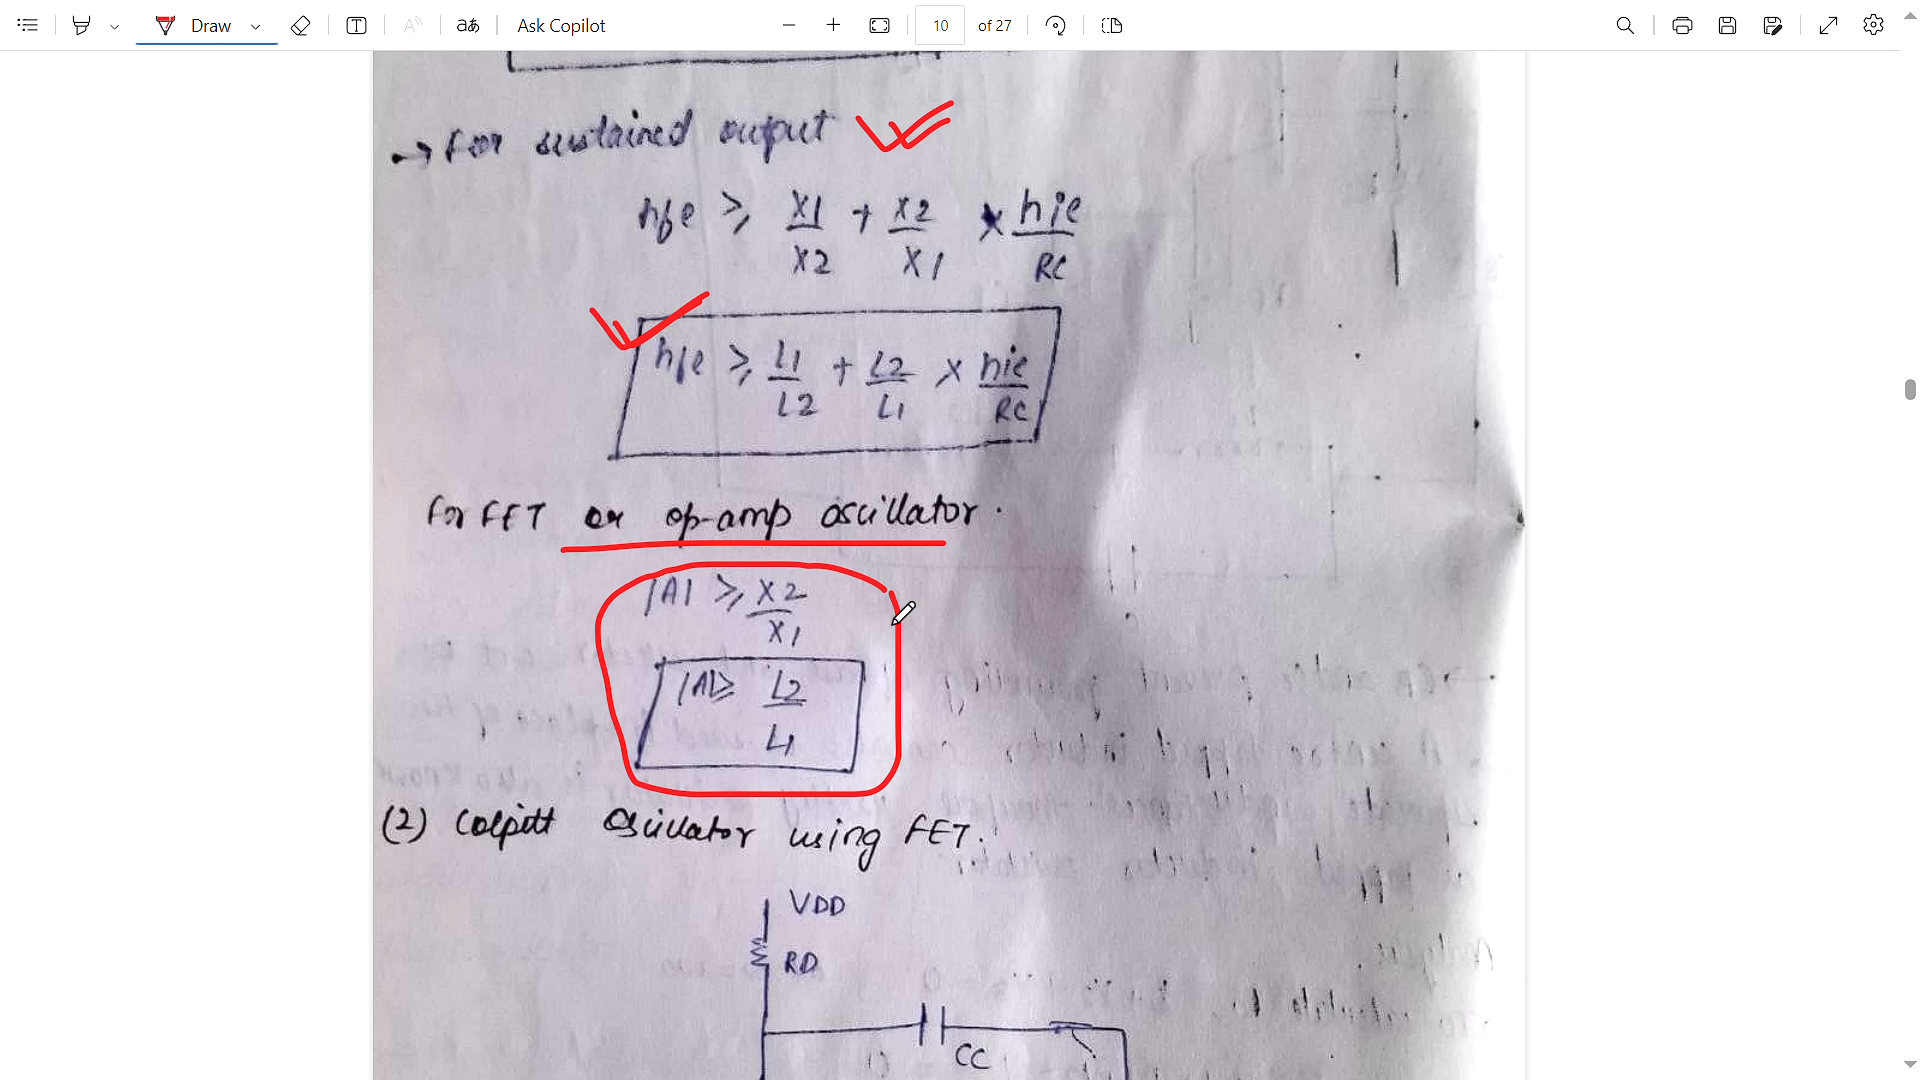 Draw
aあ
Ask Copilot
10 of 27
→ For sustained output
hfe ≥ X1/X2 + X2/X1 × hie/RC
hfe ≥ L1/L2 + L2/L1 × hie/RC
For FET or op-amp oscillator.
|A| ≥ X2/X1
|A| ≥ L2/L1
(2) Colpitt Oscillator using FET.
VDD
RD
CC